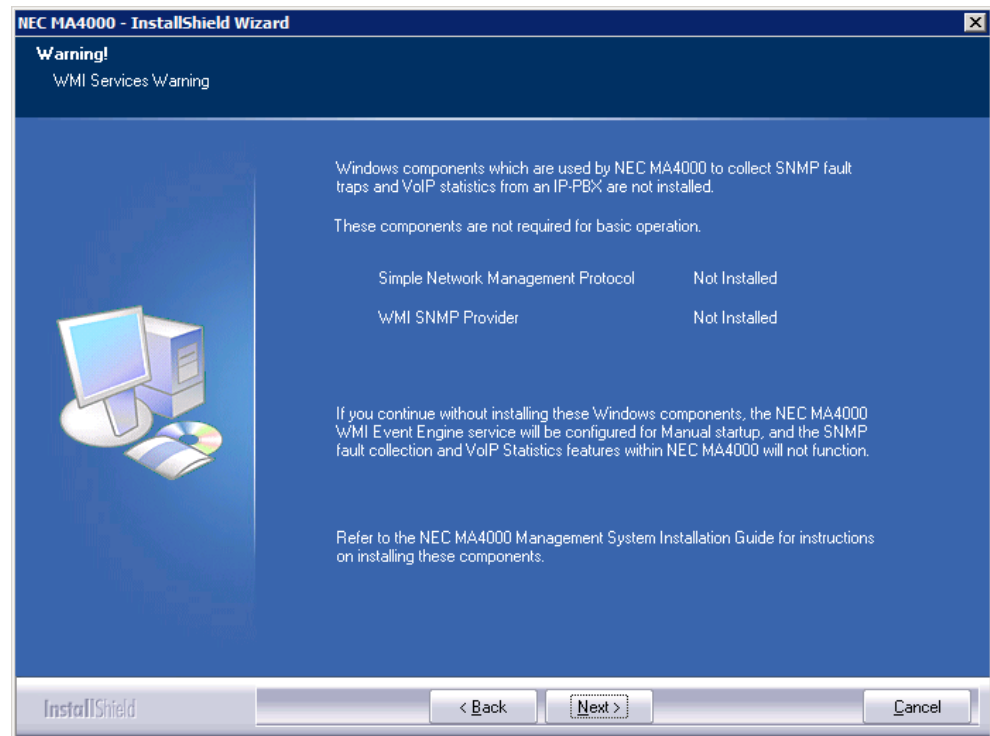 NEC MA4000 - InstallShield Wizard
Warning!
WMI Services Warning
Windows components which are used by NEC MA4000 to collect SNMP fault
traps and VoIP statistics from an IP-PBX are not installed.
These components are not required for basic operation.
Simple Network Management Protocol Not Installed
WMI SNMP Provider Not Installed
If you continue without installing these Windows components, the NEC MA4000
WMI Event Engine service will be configured for Manual startup, and the SNMP
fault collection and VoIP Statistics features within NEC MA4000 will not function.
Refer to the NEC MA4000 Management System Installation Guide for instructions
on installing these components.
InstallShield
< Back Next > Cancel